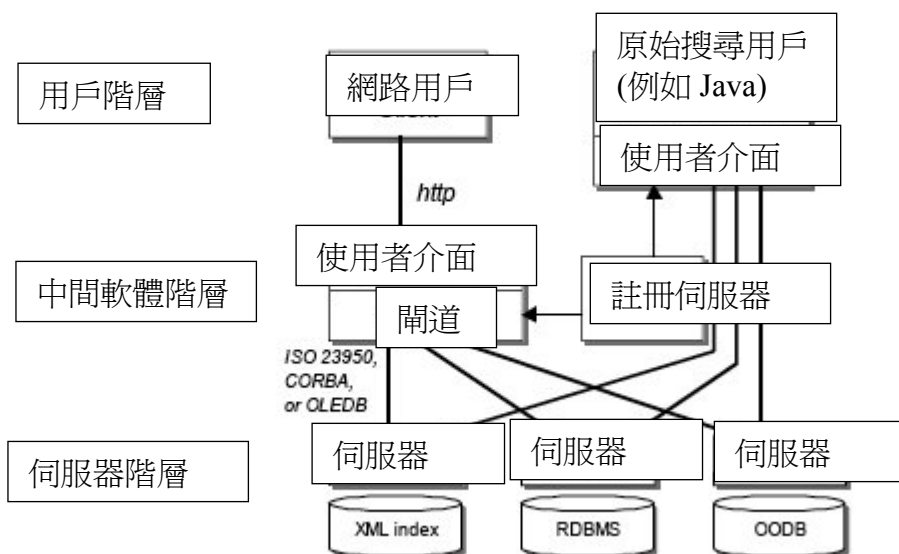 用戶階層
網路用戶
原始搜尋用戶
(例如 Java)
使用者介面
http
使用者介面
中間軟體階層
閘道
註冊伺服器
ISO 23950,
CORBA,
or OLEDB
伺服器階層
伺服器
伺服器
伺服器
XML index
RDBMS
OODB